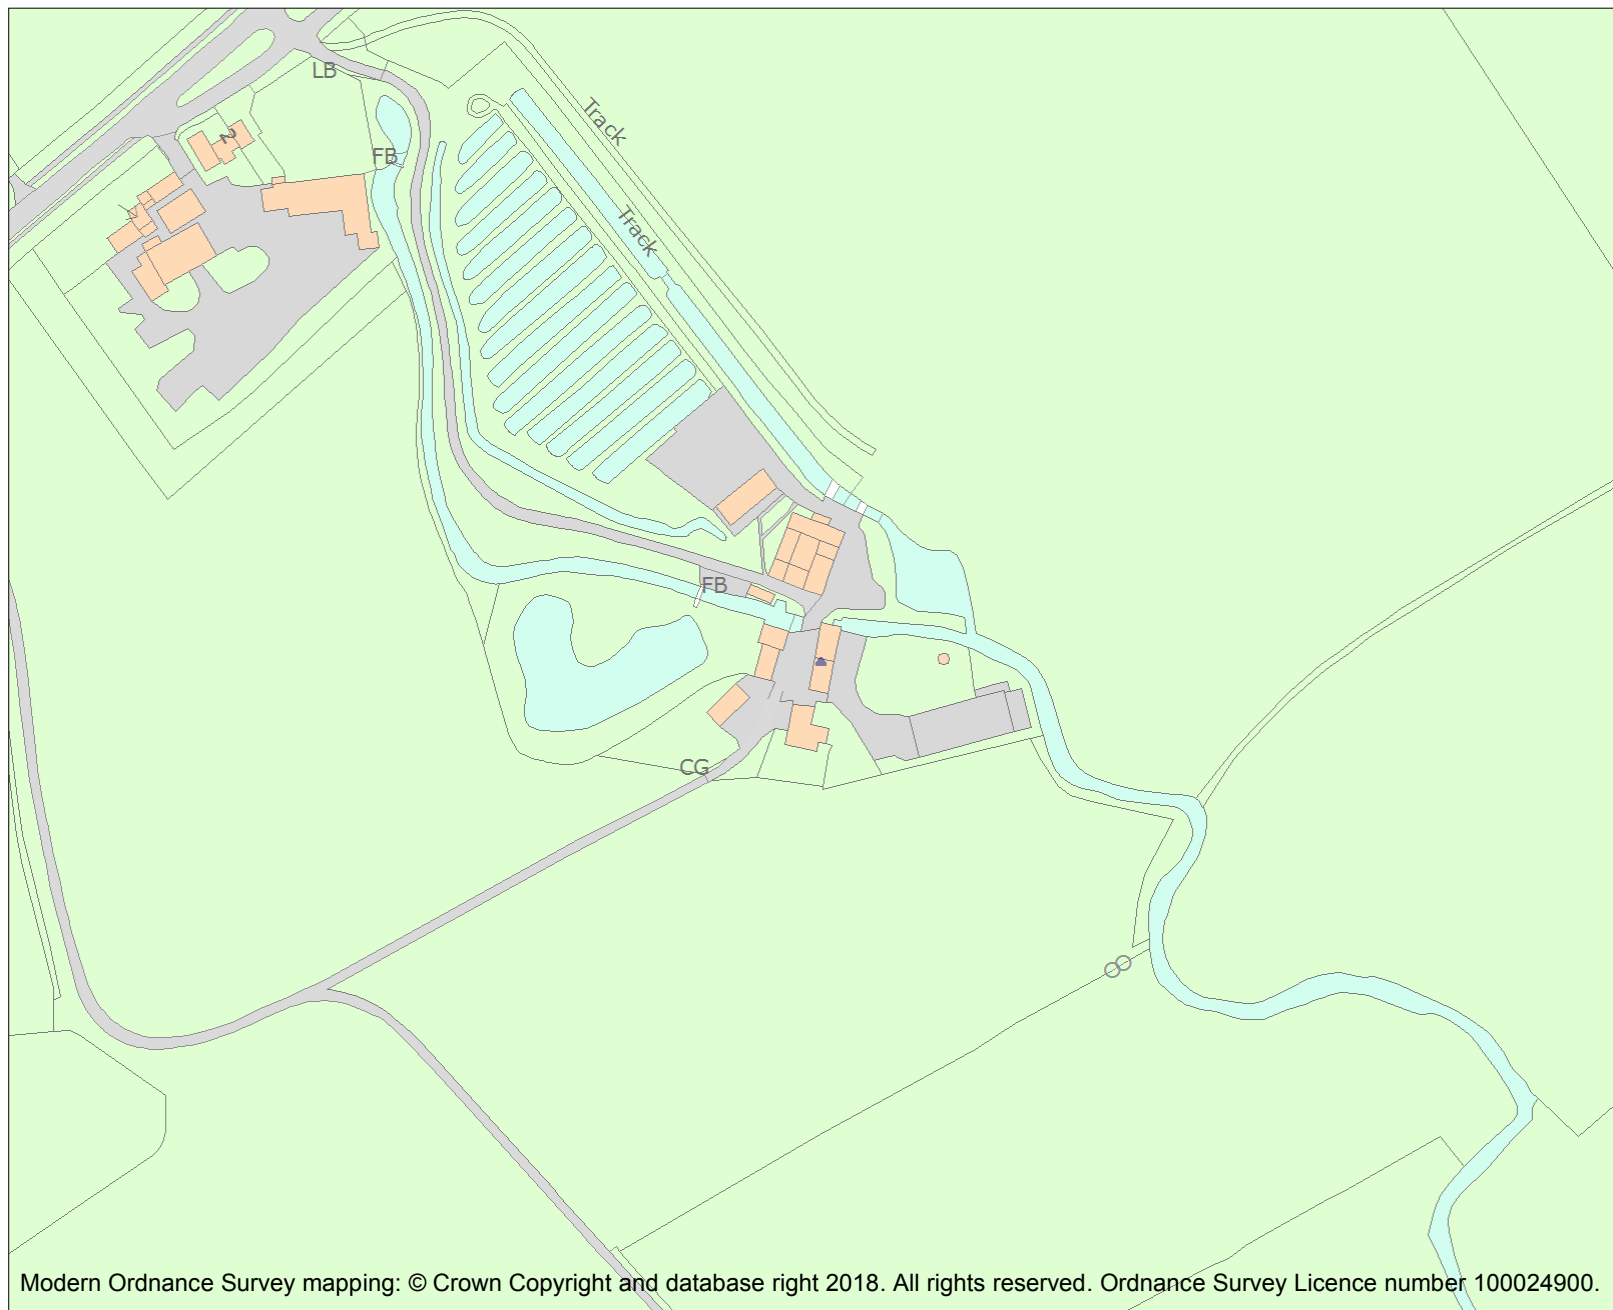 LB
Track
2
FB
Track
FB
CG
Modern Ordnance Survey mapping: © Crown Copyright and database right 2018. All rights reserved. Ordnance Survey Licence number 100024900.